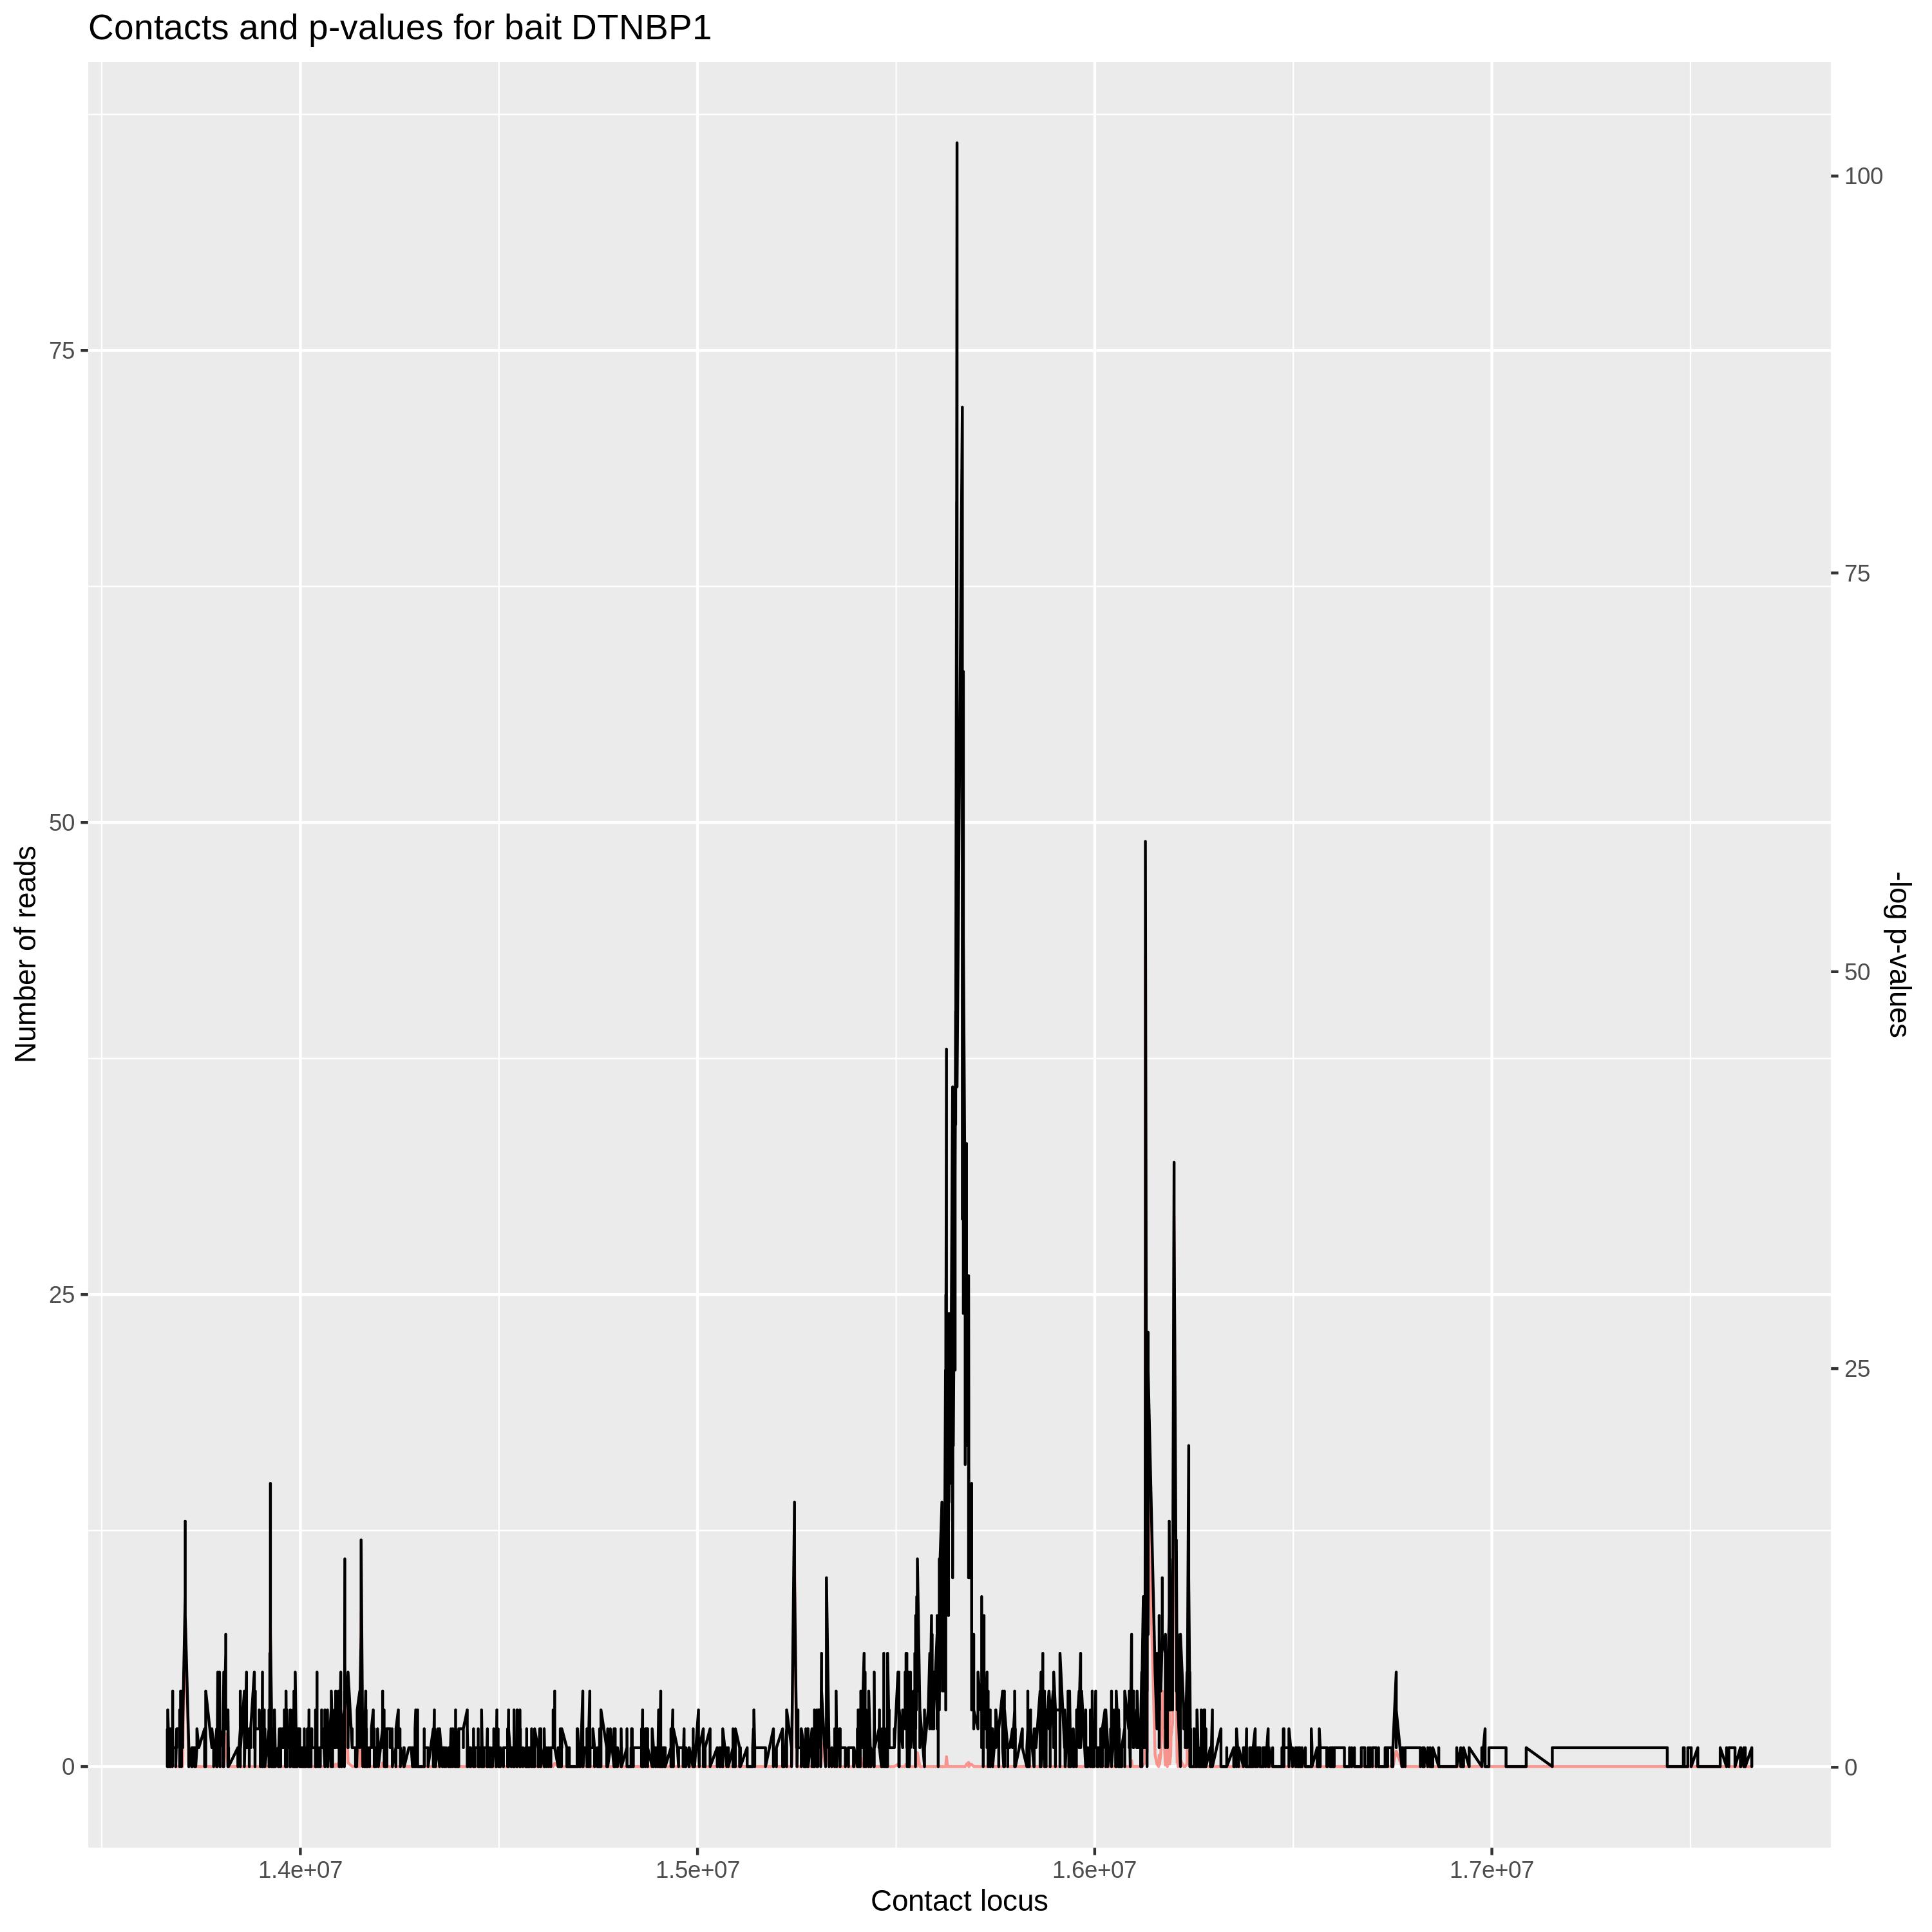 Contacts and p-values for bait DTNBP1
100
75
75
50
50
25
25
0
0
Number of reads
-log p-values
1.4e+07 1.5e+07 1.6e+07 1.7e+07
Contact locus